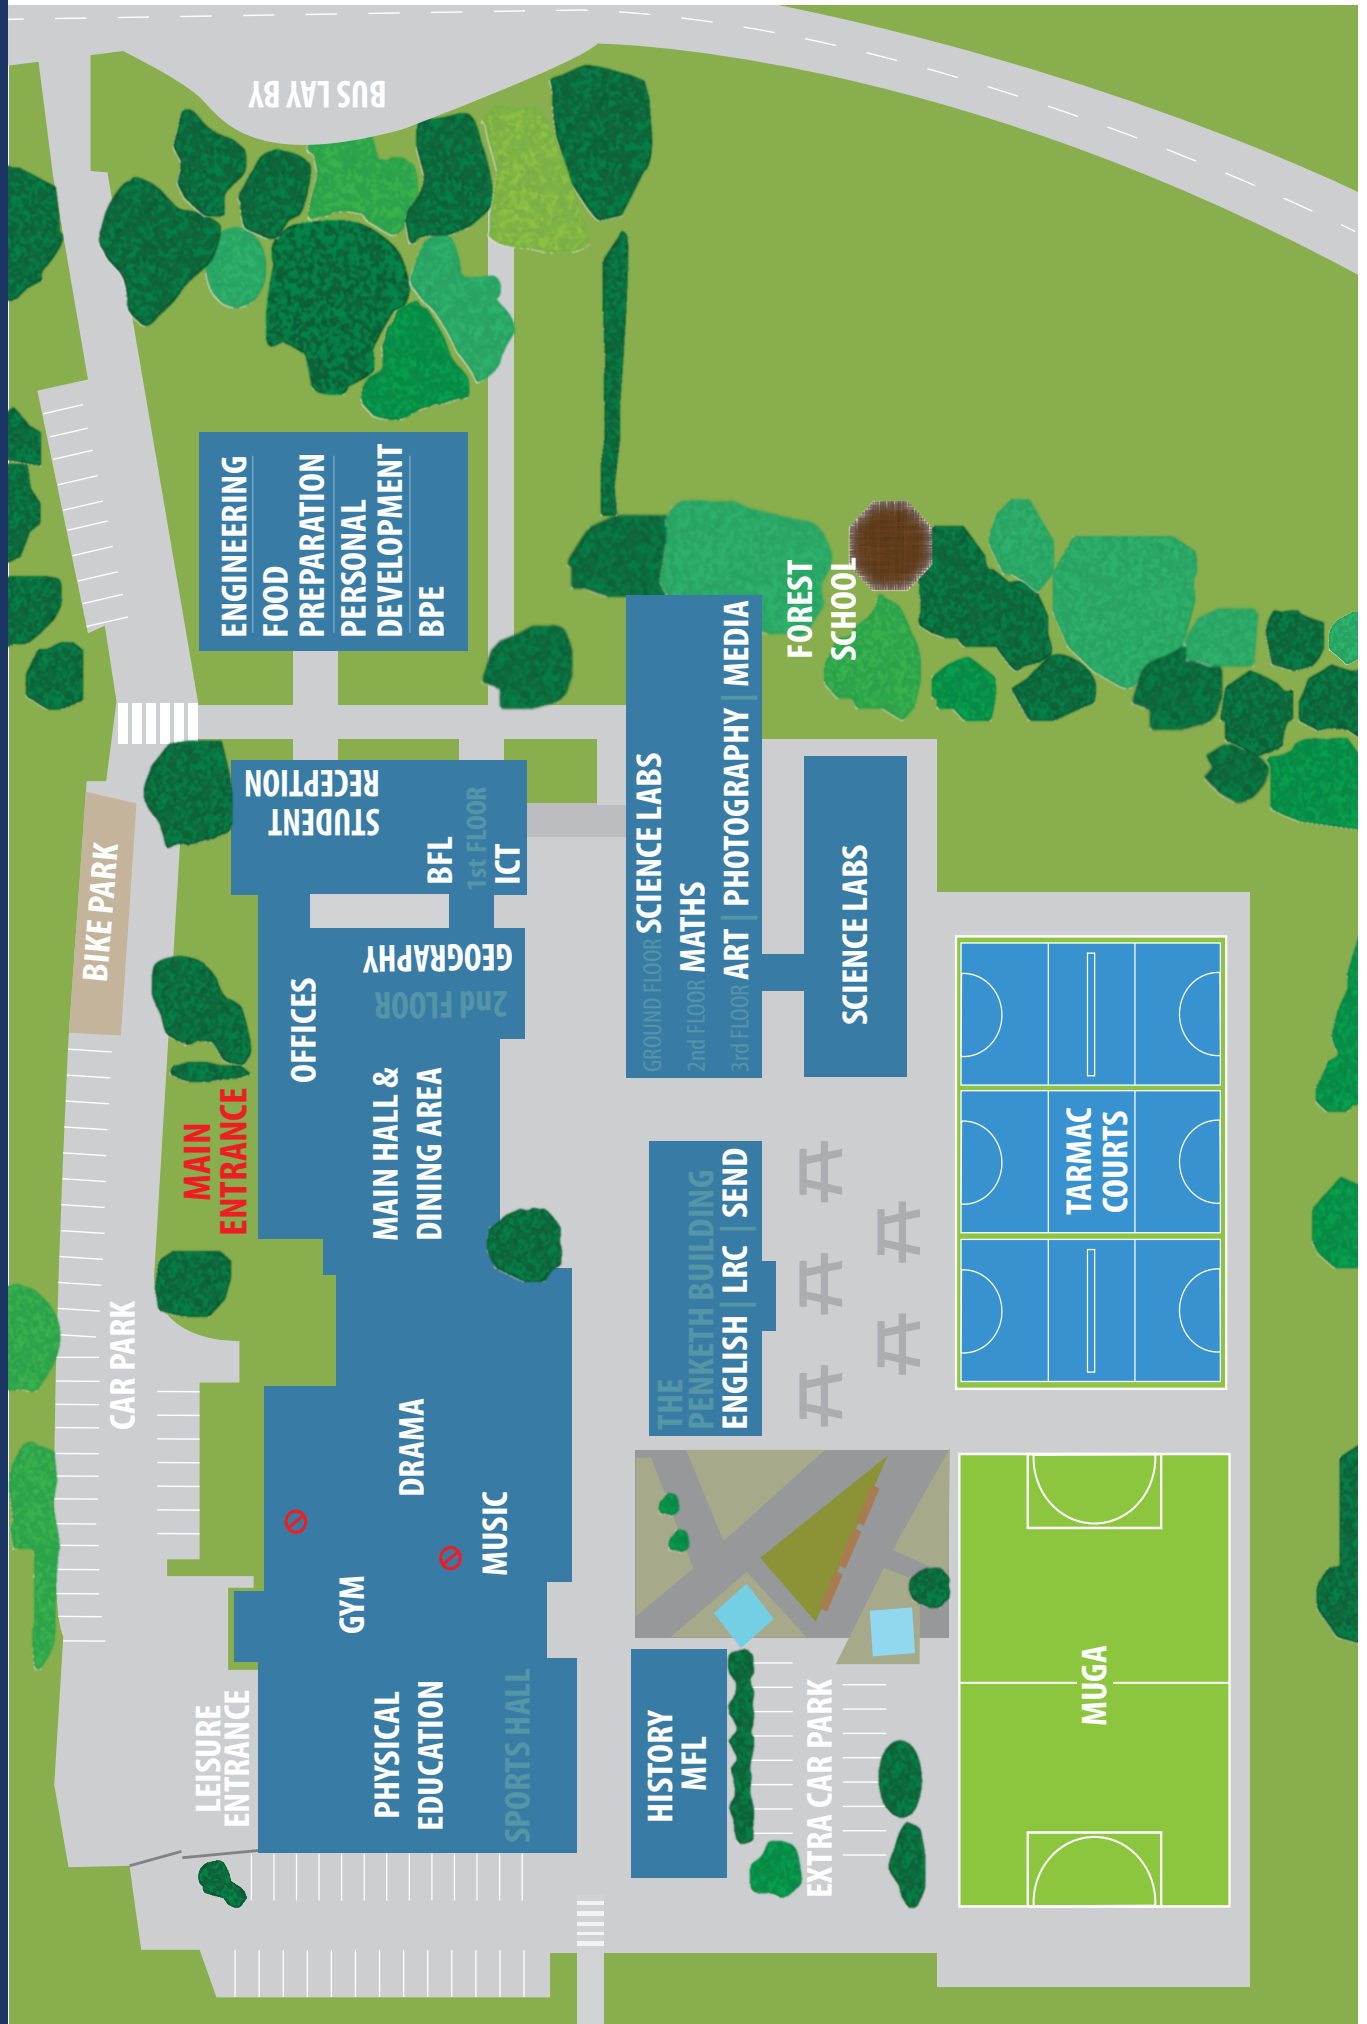 BUS LAY BY
ENGINEERING
FOOD
PREPARATION
PERSONAL
DEVELOPMENT
BPE
FOREST
SCHOOL
STUDENT
RECEPTION
BFL
1st FLOOR
ICT
BIKE PARK
OFFICES
GEOGRAPHY
2nd FLOOR
GROUND FLOOR SCIENCE LABS
2nd FLOOR MATHS
3rd FLOOR ART | PHOTOGRAPHY | MEDIA
SCIENCE LABS
MAIN
ENTRANCE
MAIN HALL &
DINING AREA
THE
PENKETH BUILDING
ENGLISH | LRC | SEND
TARMAC
COURTS
CAR PARK
DRAMA
MUSIC
GYM
LEISURE
ENTRANCE
PHYSICAL
EDUCATION
SPORTS HALL
HISTORY
MFL
EXTRA CAR PARK
MUGA